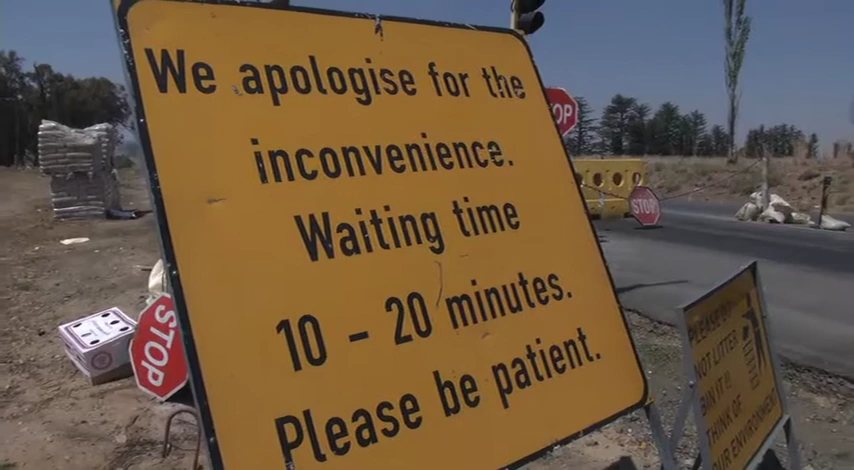 We apologise for the
inconvenience.
Waiting time
10 - 20 minutes.
Please be patient.
STOP
STOP
STOP
PLEASE DO
NOT LITTER
BIN IT &
THINK OF
YOUR ENVIRONMENT